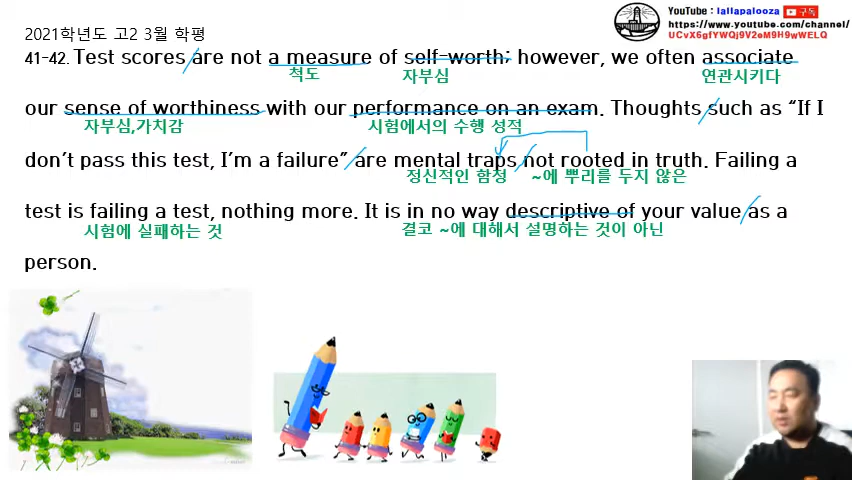 YouTube : lallapalooza 구독
https://www.youtube.com/channel/
UCvX6gfYWQj9V2eM9H9wWELQ
2021학년도 고2 3월 학평
41-42. Test scores are not a measure of self-worth; however, we often associate
척도 자부심 연관시키다
our sense of worthiness with our performance on an exam. Thoughts such as “If I
자부심,가치감 시험에서의 수행 성적
don’t pass this test, I’m a failure” are mental traps not rooted in truth. Failing a
정신적인 함정 ~에 뿌리를 두지 않은
test is failing a test, nothing more. It is in no way descriptive of your value as a
시험에 실패하는 것 결코 ~에 대해서 설명하는 것이 아닌
person.